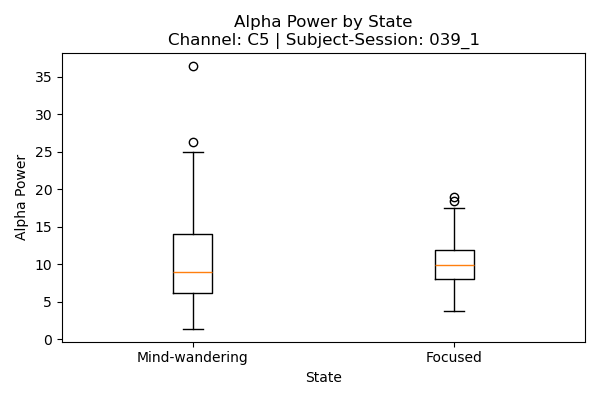 Alpha Power by State
Channel: C5 | Subject-Session: 039_1
Alpha Power
35
30
25
20
15
10
5
0
Mind-wandering
Focused
State